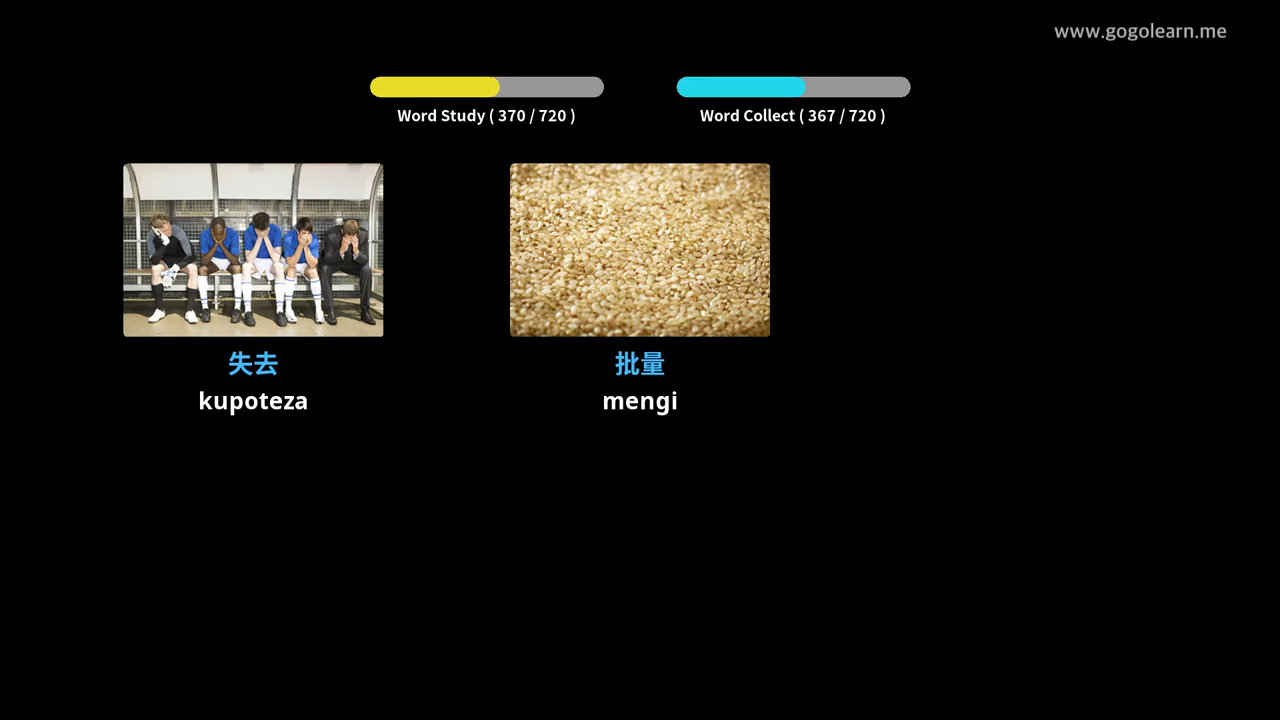 www.gogolearn.me
Word Study ( 370 / 720 )
Word Collect ( 367 / 720 )
失去
kupoteza
批量
mengi